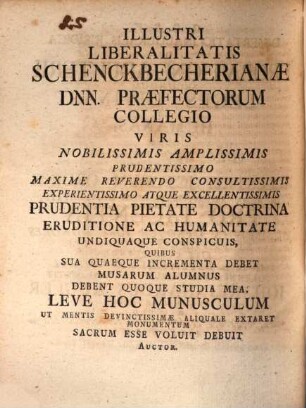 ILLUSTRI
LIBERALITATIS
SCHENCKBECHERIANÆ
DNN. PRÆFECTORUM
COLLEGIO
VIRIS
NOBILISSIMIS AMPLISSIMIS
PRUDENTISSIMO
MAXIME REVERENDO CONSULTISSIMIS
EXPERIENTISSIMO ATQUE EXCELLENTISSIMIS
PRUDENTIA PIETATE DOCTRINA
ERUDITIONE AC HUMANITATE
UNDIQUAQUE CONSPICUIS,
QUIBUS
SUA QUAEQUE INCREMENTA DEBET
MUSARUM ALUMNUS
DEBENT QUOQUE STUDIA MEA,
LEVE HOC MUNUSCULUM
UT MENTIS DEVINCTISSIMÆ ALIQUALE EXTARET
MONUMENTUM
SACRUM ESSE VOLUIT DEBUIT
AUCTOR.